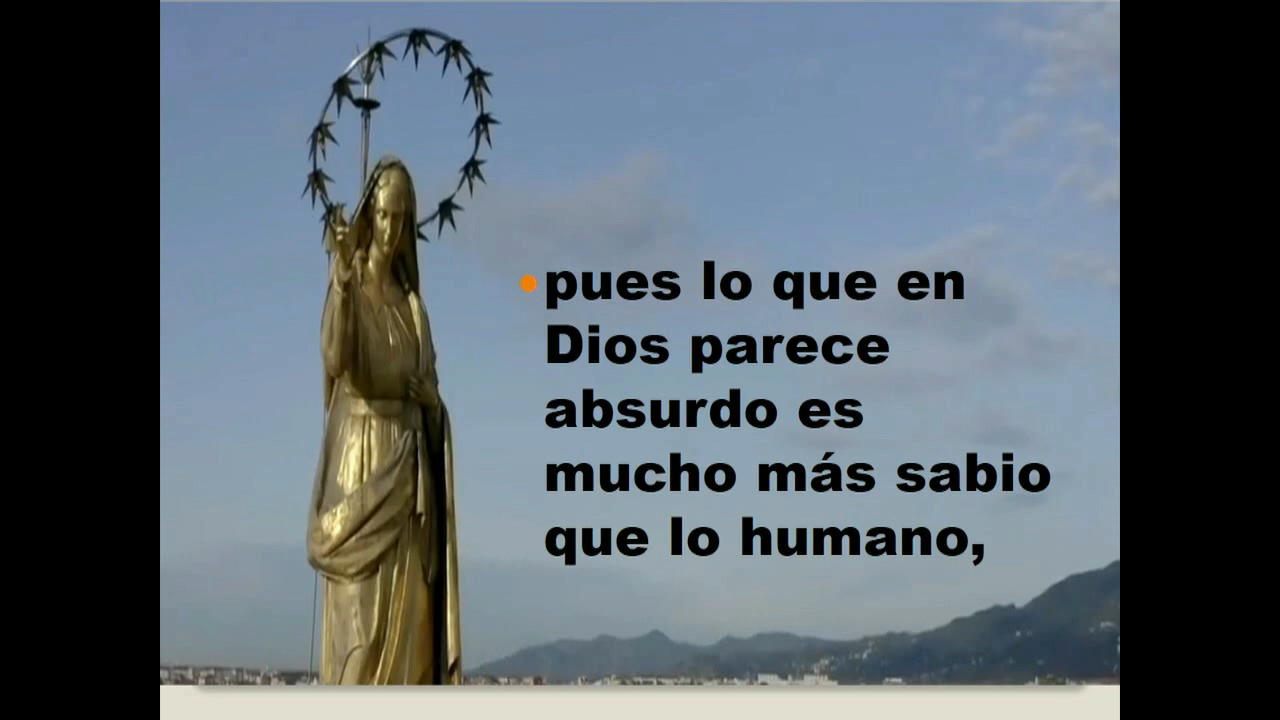 pues lo que en
Dios parece
absurdo es
mucho más sabio
que lo humano,